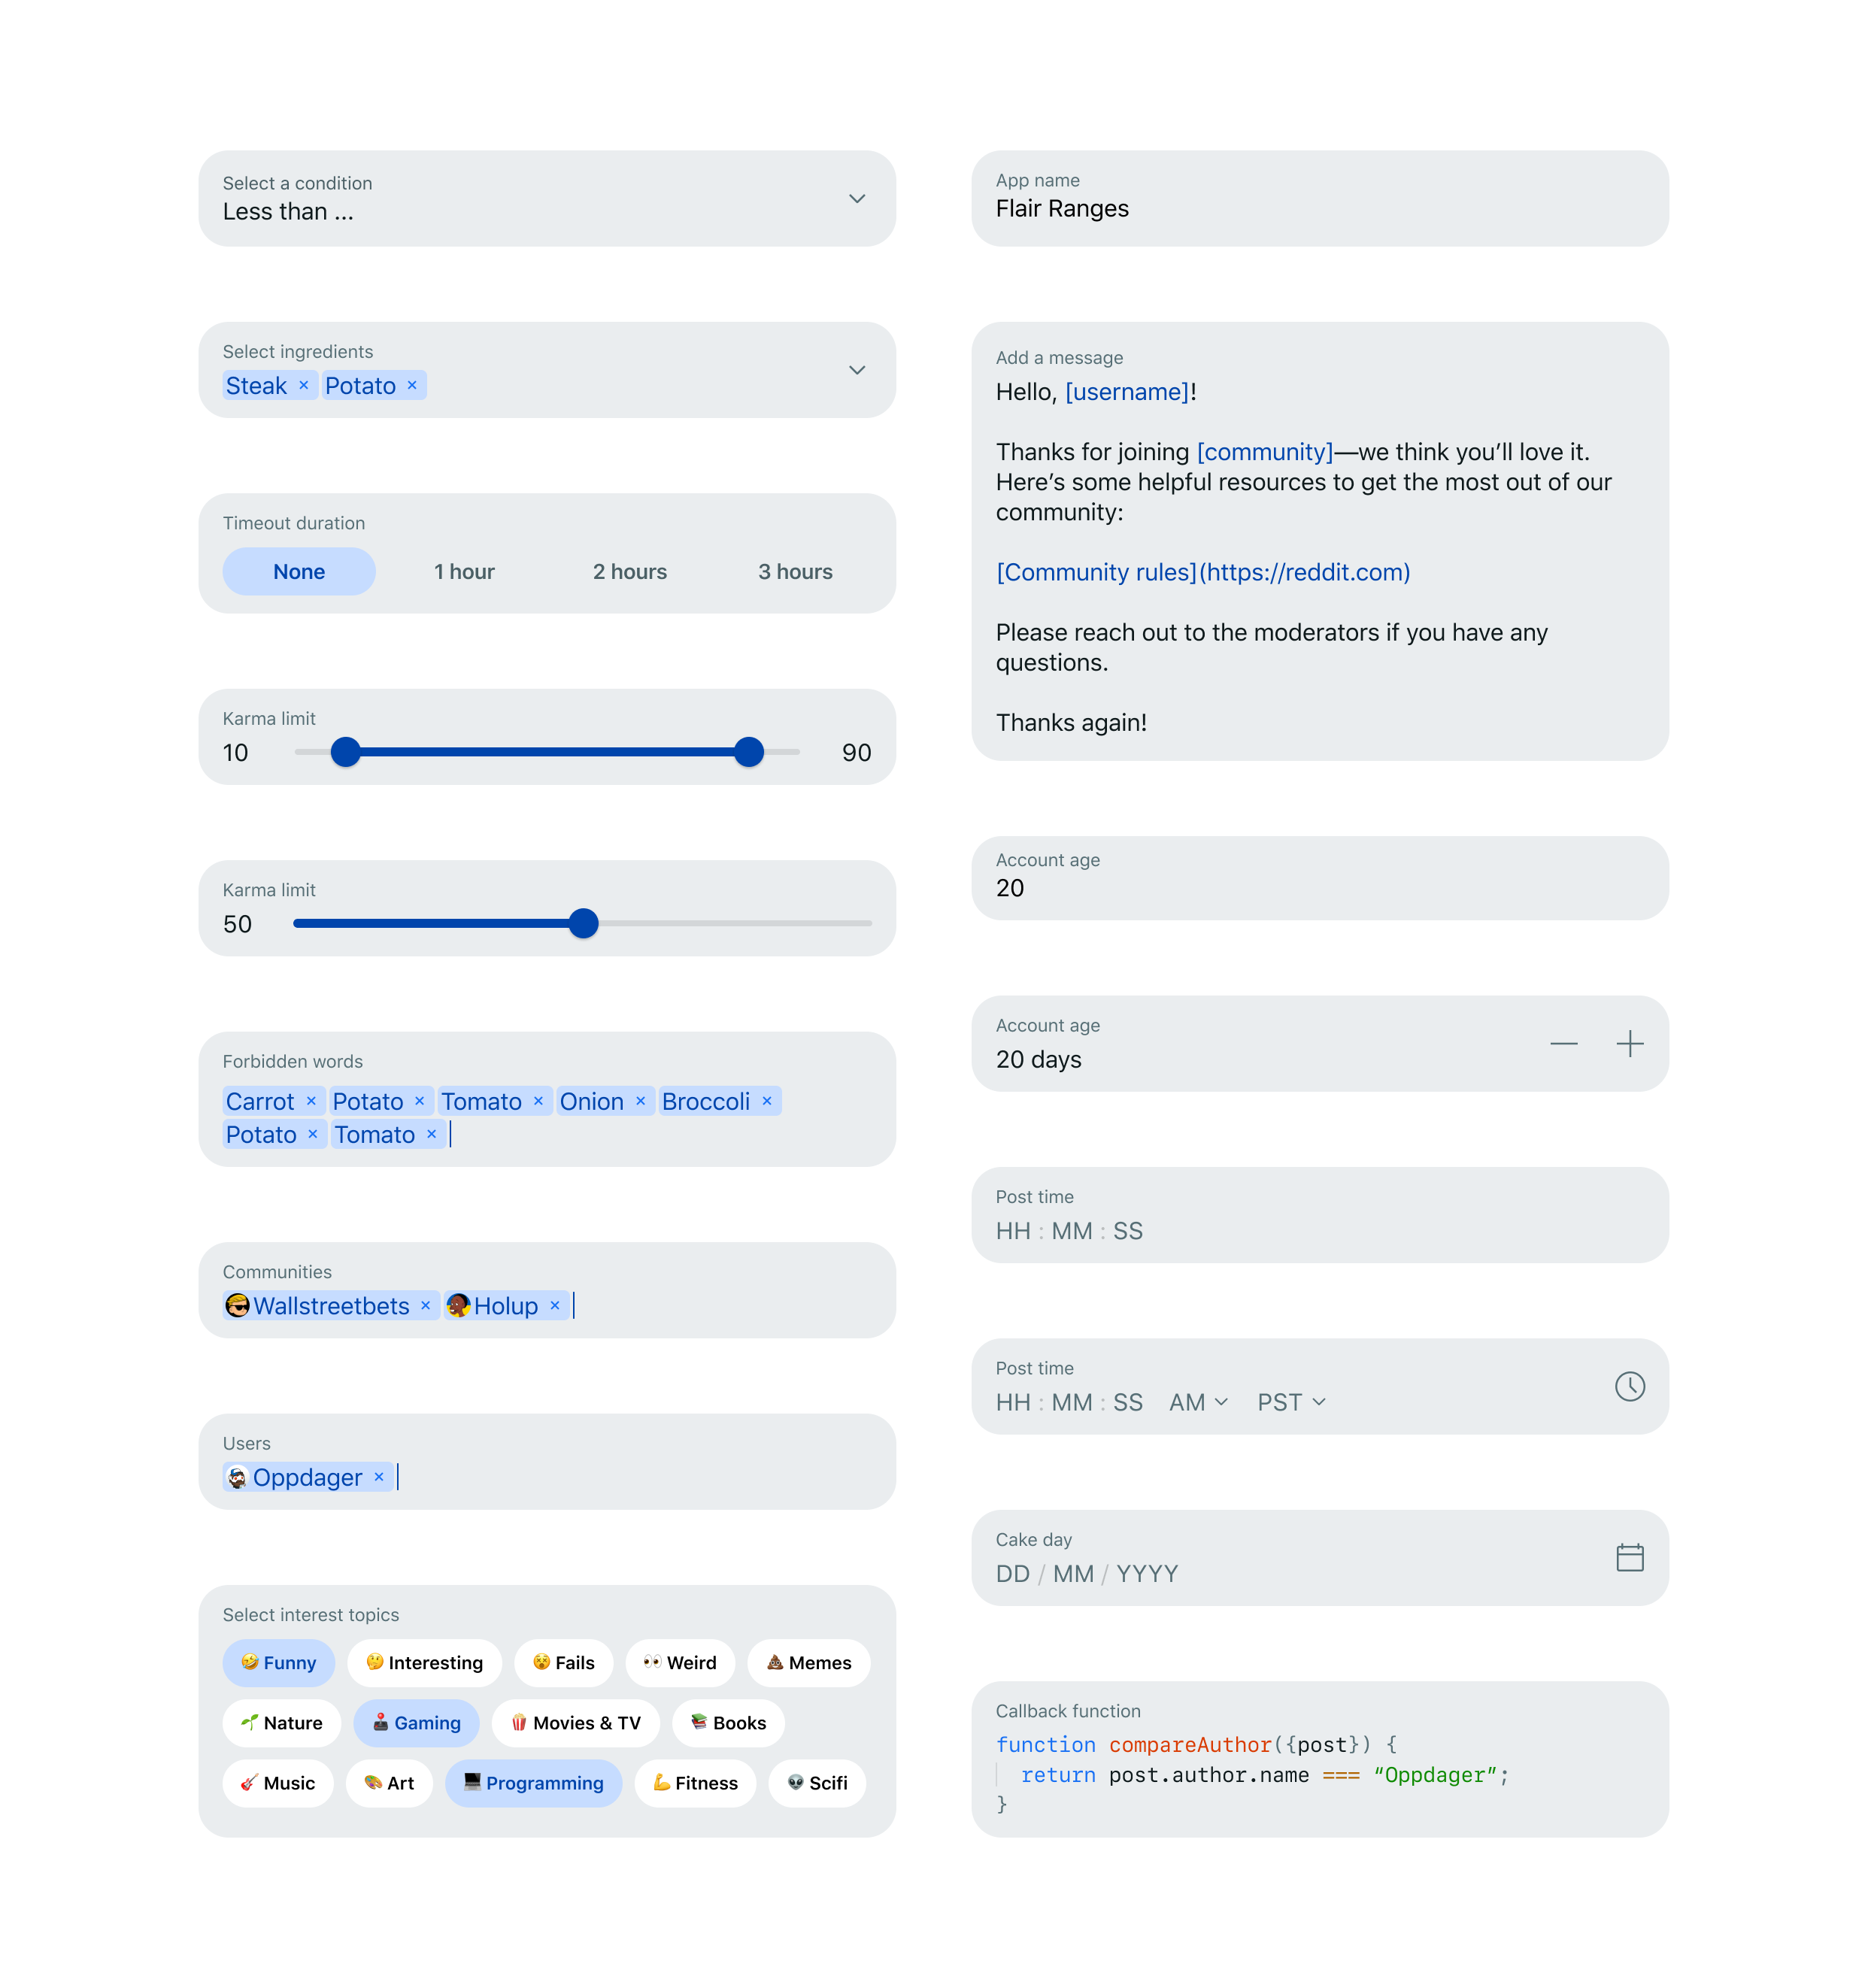 Select a condition
Less than ...
Select ingredients
Steak × Potato ×
Timeout duration
None 1 hour 2 hours 3 hours
Karma limit
10 90
Karma limit
50
Forbidden words
Carrot × Potato × Tomato × Onion × Broccoli ×
Potato × Tomato ×
Communities
Wallstreetbets × Holup ×
Users
Oppdager ×
Select interest topics
🤣 Funny 🤔 Interesting 😵 Fails 👀 Weird 💩 Memes
🌱 Nature 🕹️ Gaming 🍿 Movies & TV 📚 Books
🎸 Music 🎨 Art 💻 Programming 💪 Fitness 👽 Scifi
App name
Flair Ranges
Add a message
Hello, [username]!
Thanks for joining [community]—we think you’ll love it.
Here’s some helpful resources to get the most out of our
community:
[Community rules](https://reddit.com)
Please reach out to the moderators if you have any
questions.
Thanks again!
Account age
20
Account age
20 days
Post time
HH : MM : SS
Post time
HH : MM : SS AM PST
Cake day
DD / MM / YYYY
Callback function
function compareAuthor({post}) {
return post.author.name === “Oppdager”;
}